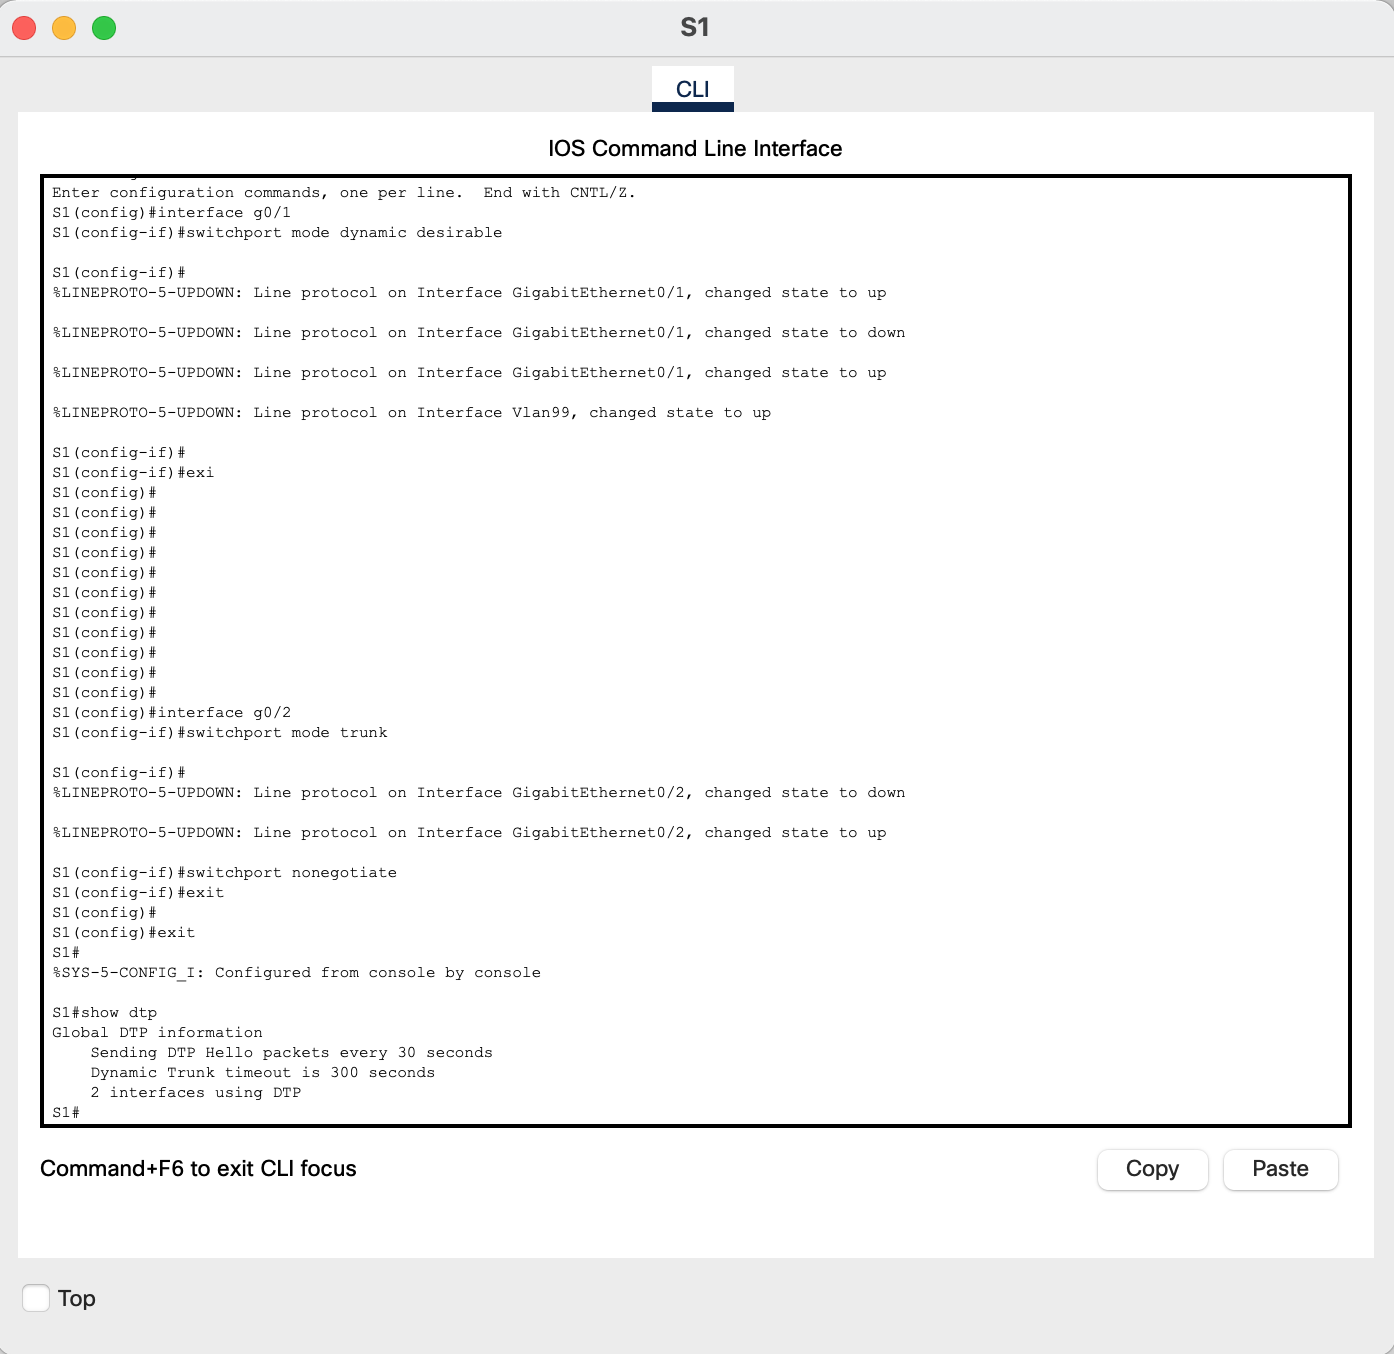 S1
CLI
IOS Command Line Interface
Enter configuration commands, one per line.  End with CNTL/Z.
S1(config)#interface g0/1
S1(config-if)#switchport mode dynamic desirable
S1(config-if)#
%LINEPROTO-5-UPDOWN: Line protocol on Interface GigabitEthernet0/1, changed state to up
%LINEPROTO-5-UPDOWN: Line protocol on Interface GigabitEthernet0/1, changed state to down
%LINEPROTO-5-UPDOWN: Line protocol on Interface GigabitEthernet0/1, changed state to up
%LINEPROTO-5-UPDOWN: Line protocol on Interface Vlan99, changed state to up
S1(config-if)#
S1(config-if)#exi
S1(config)#
S1(config)#
S1(config)#
S1(config)#
S1(config)#
S1(config)#
S1(config)#
S1(config)#
S1(config)#
S1(config)#
S1(config)#
S1(config)#interface g0/2
S1(config-if)#switchport mode trunk
S1(config-if)#
%LINEPROTO-5-UPDOWN: Line protocol on Interface GigabitEthernet0/2, changed state to down
%LINEPROTO-5-UPDOWN: Line protocol on Interface GigabitEthernet0/2, changed state to up
S1(config-if)#switchport nonegotiate
S1(config-if)#exit
S1(config)#
S1(config)#exit
S1#
%SYS-5-CONFIG_I: Configured from console by console
S1#show dtp
Global DTP information
    Sending DTP Hello packets every 30 seconds
    Dynamic Trunk timeout is 300 seconds
    2 interfaces using DTP
S1#
Command+F6 to exit CLI focus
Copy
Paste
Top